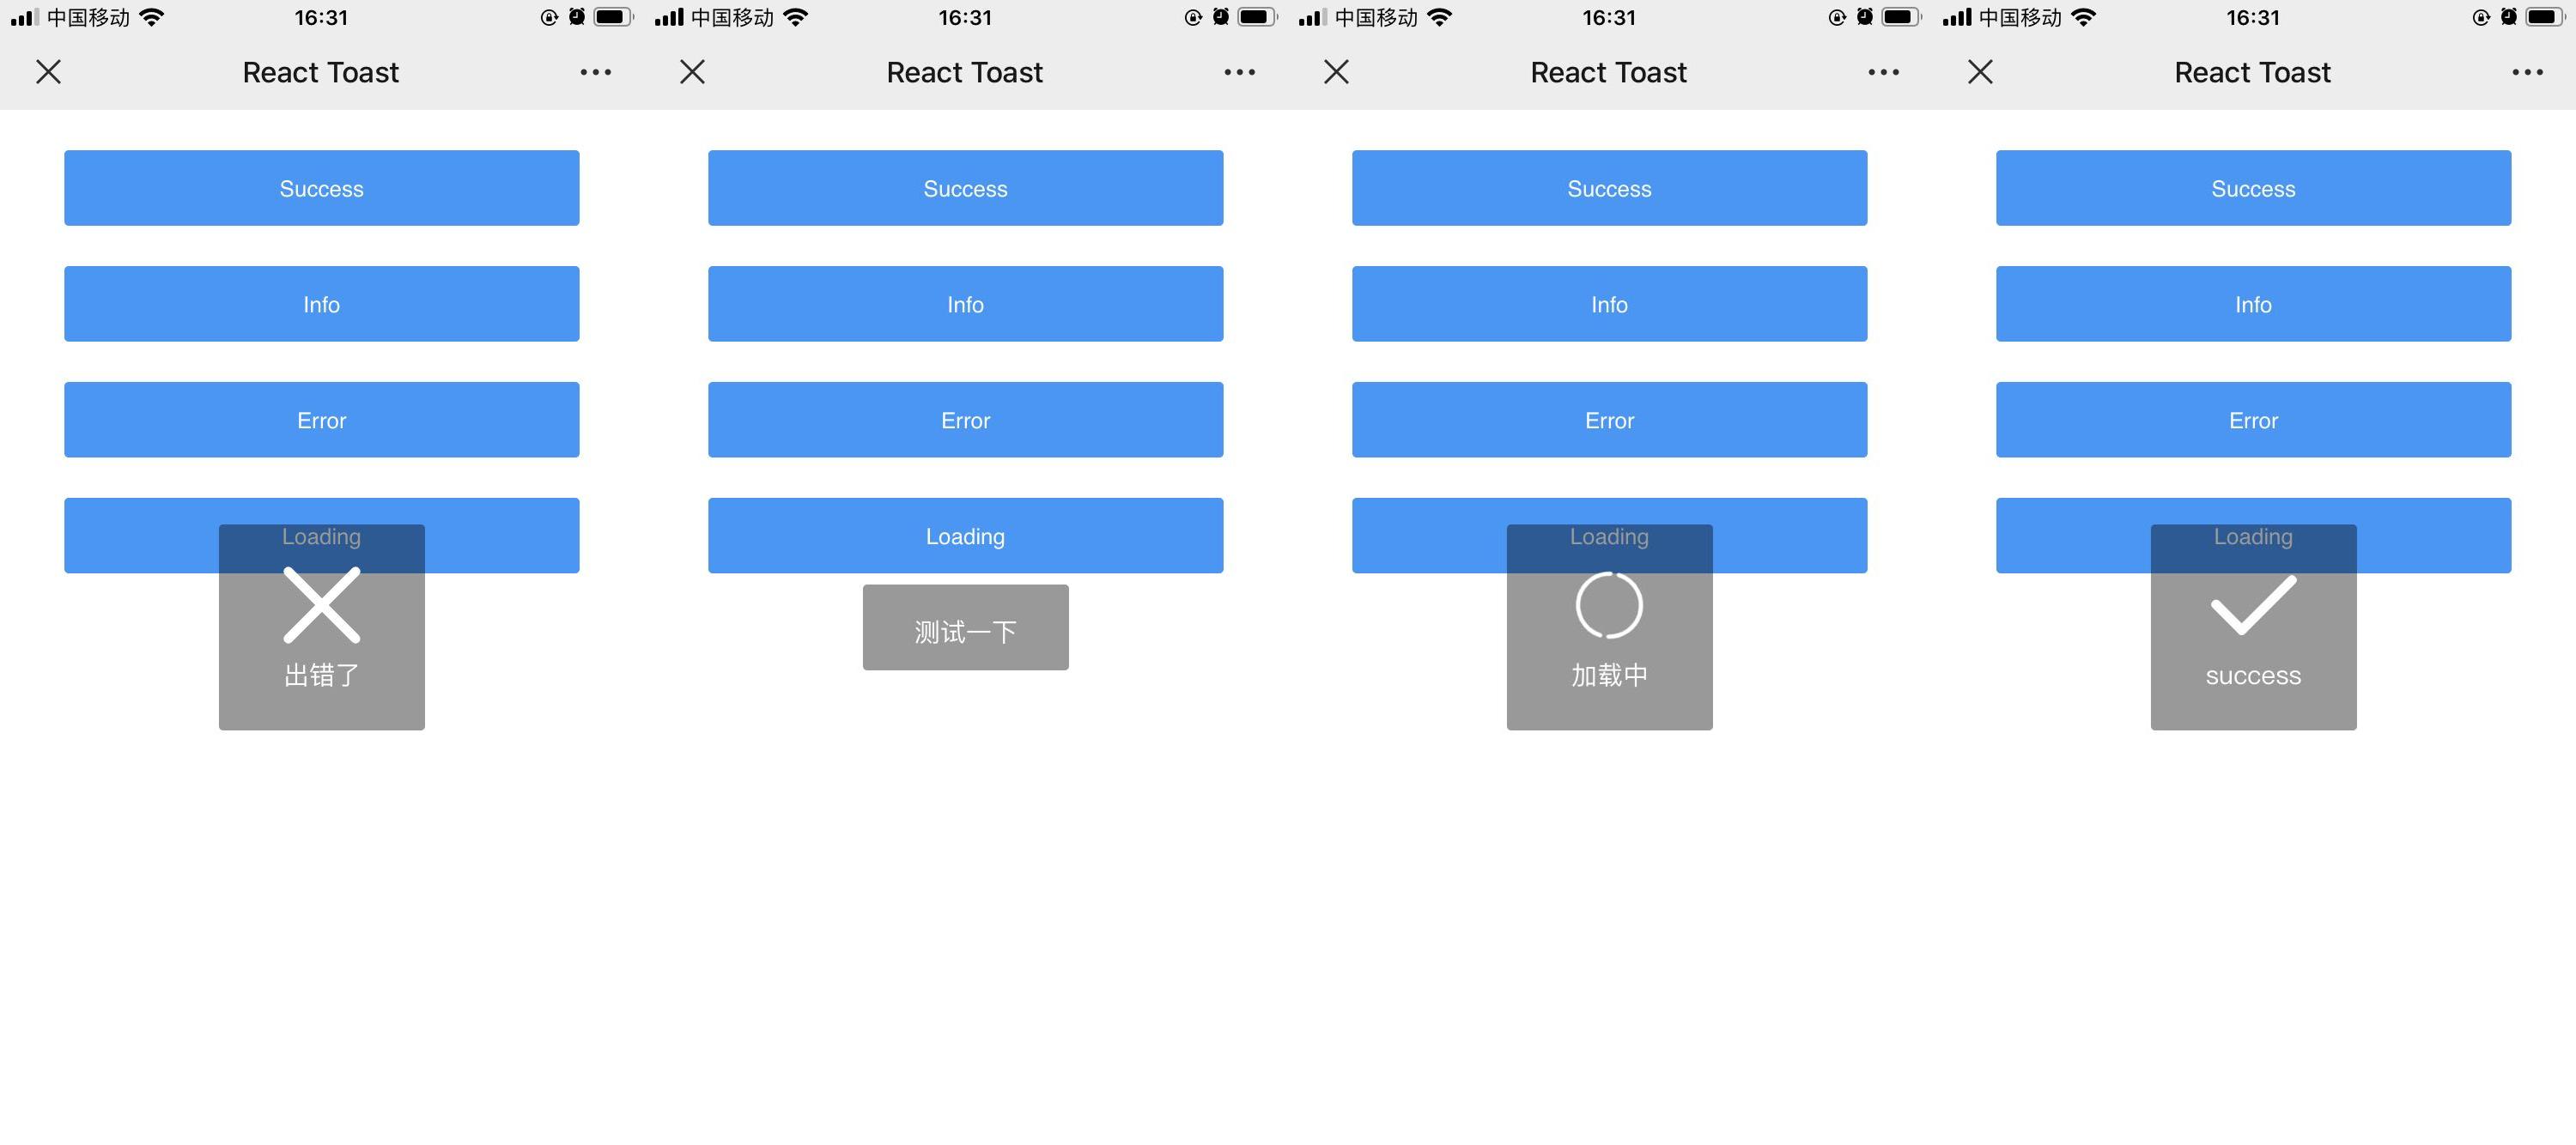 中国移动 16:31
React Toast
Success
Info
Error
Loading
出错了
中国移动 16:31
React Toast
Success
Info
Error
Loading
测试一下
中国移动 16:31
React Toast
Success
Info
Error
Loading
加载中
中国移动 16:31
React Toast
Success
Info
Error
Loading
success